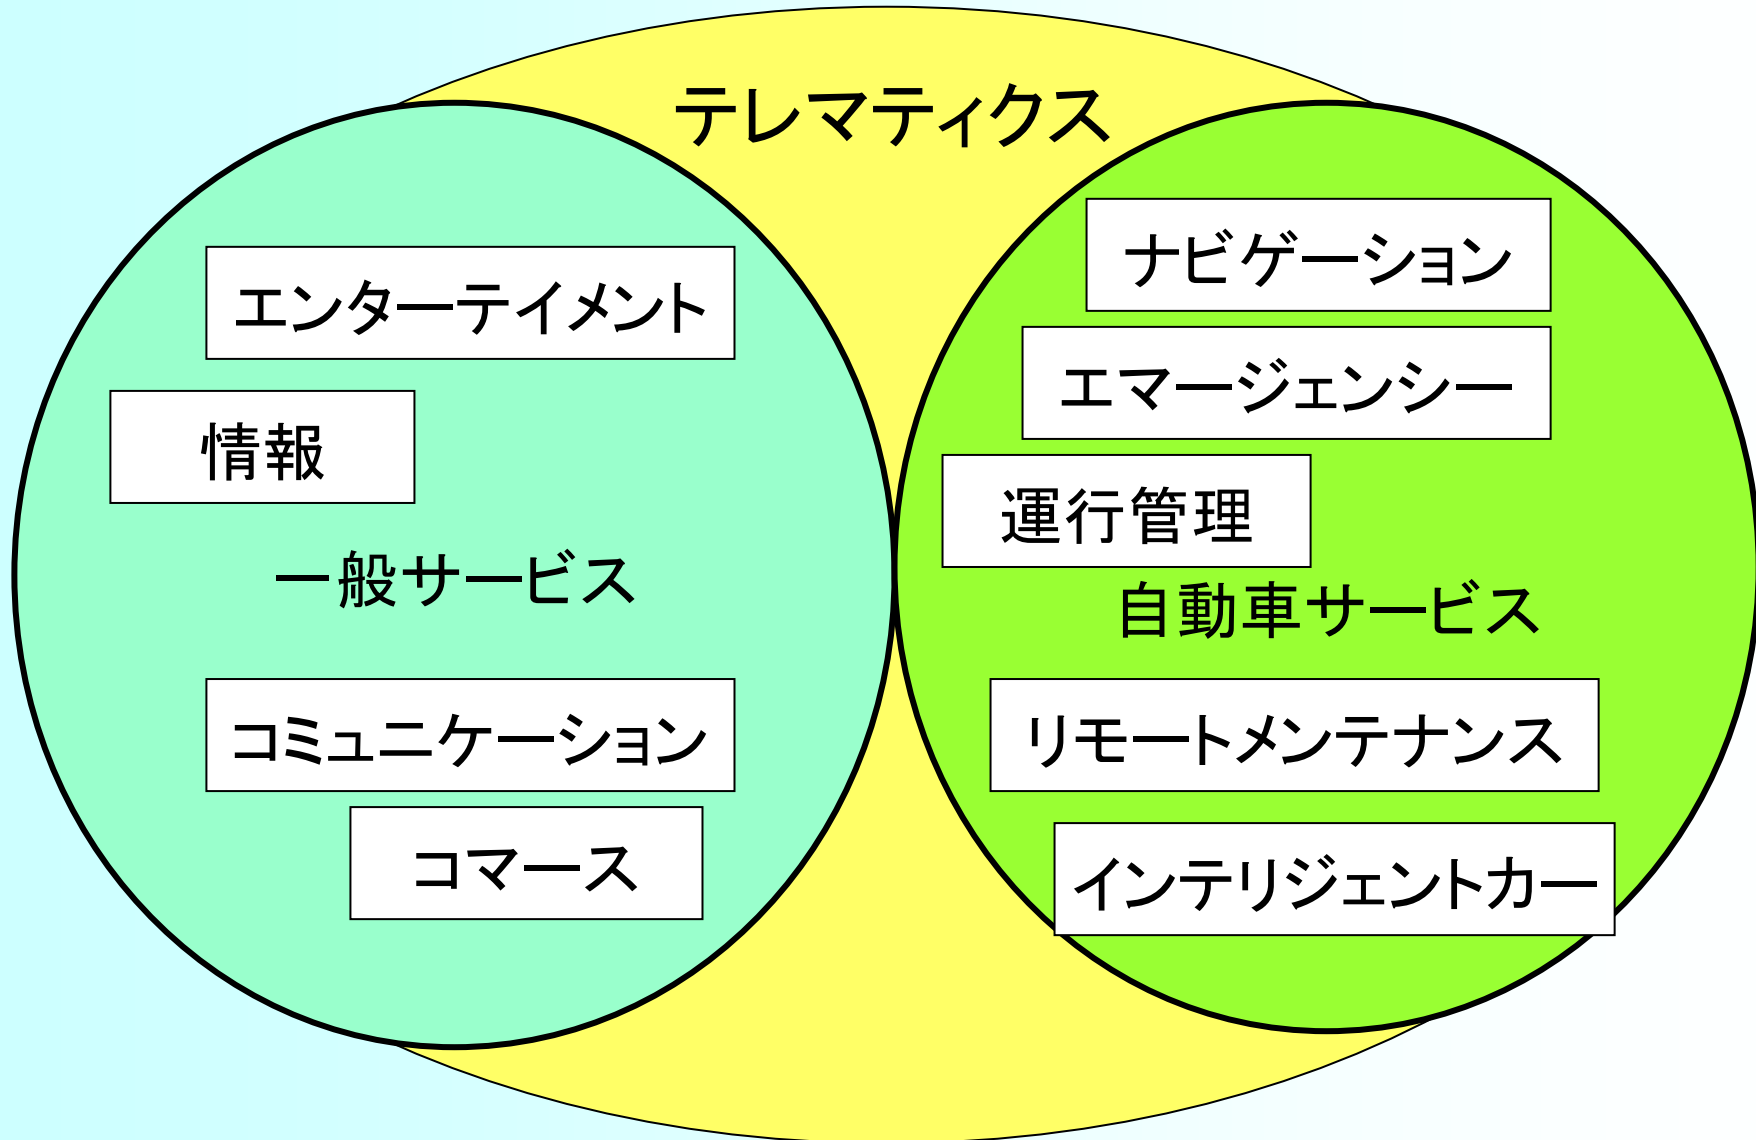 テレマティクス
エンターテイメント
情報
一般サービス
コミュニケーション
コマース
ナビゲーション
エマージェンシー
運行管理
自動車サービス
リモートメンテナンス
インテリジェントカー